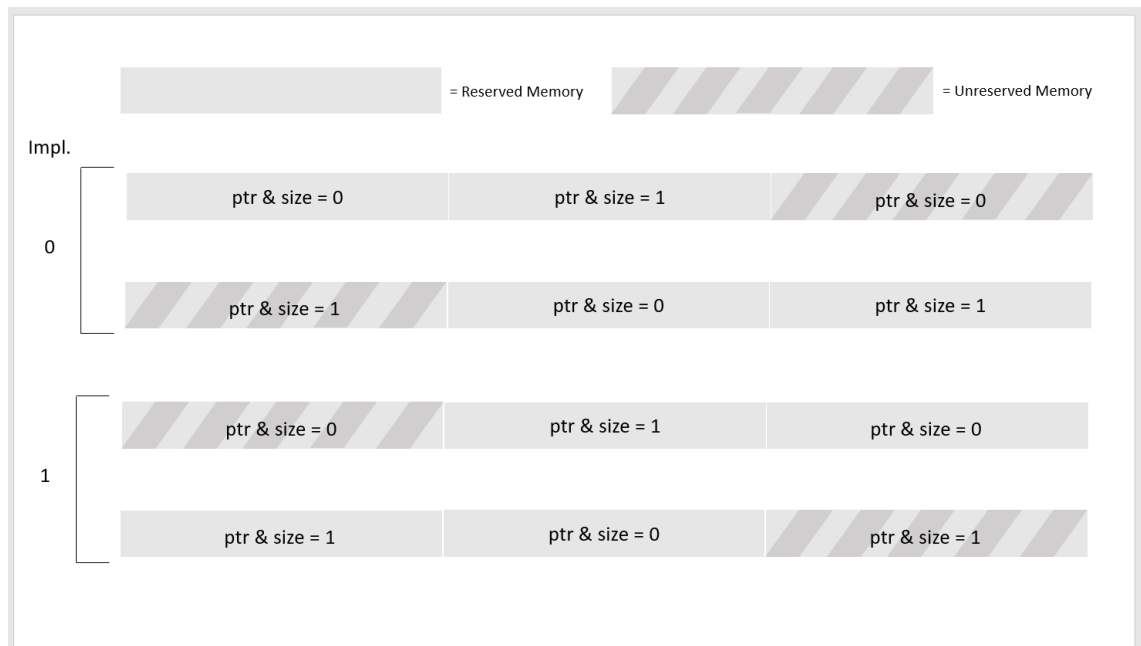 = Reserved Memory
= Unreserved Memory
Impl.
ptr & size = 0
ptr & size = 1
ptr & size = 0
0
ptr & size = 1
ptr & size = 0
ptr & size = 1
ptr & size = 0
ptr & size = 1
ptr & size = 0
1
ptr & size = 1
ptr & size = 0
ptr & size = 1